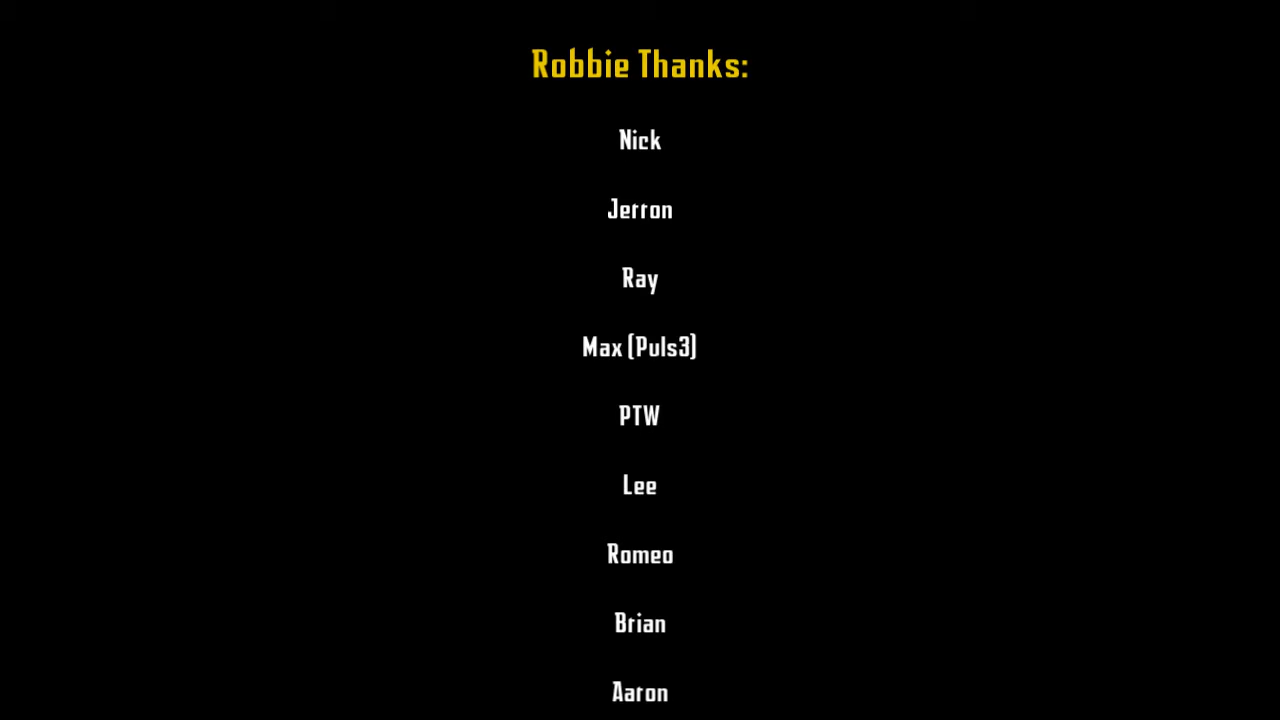 Robbie Thanks:
Nick
Jerron
Ray
Max (Puls3)
PTW
Lee
Romeo
Brian
Aaron